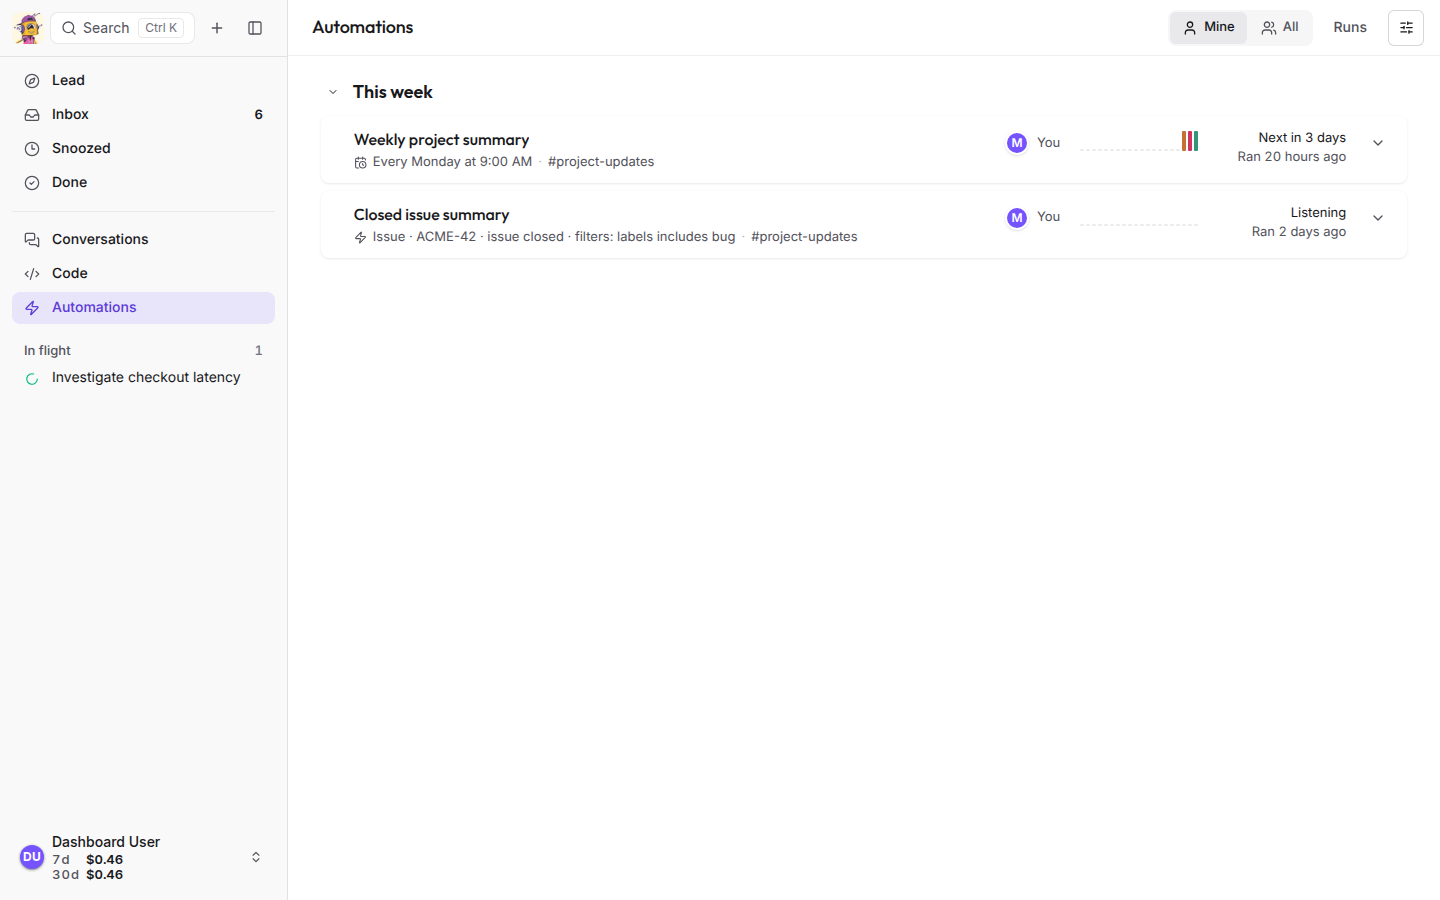 Search Ctrl K
Lead
Inbox 6
Snoozed
Done
Conversations
Code
Automations
In flight 1
Investigate checkout latency
DU Dashboard User
7d $0.46
30d $0.46
Automations
Mine All Runs
This week
Weekly project summary
Every Monday at 9:00 AM · #project-updates
M You
Next in 3 days
Ran 20 hours ago
Closed issue summary
Issue · ACME-42 · issue closed · filters: labels includes bug · #project-updates
M You
Listening
Ran 2 days ago